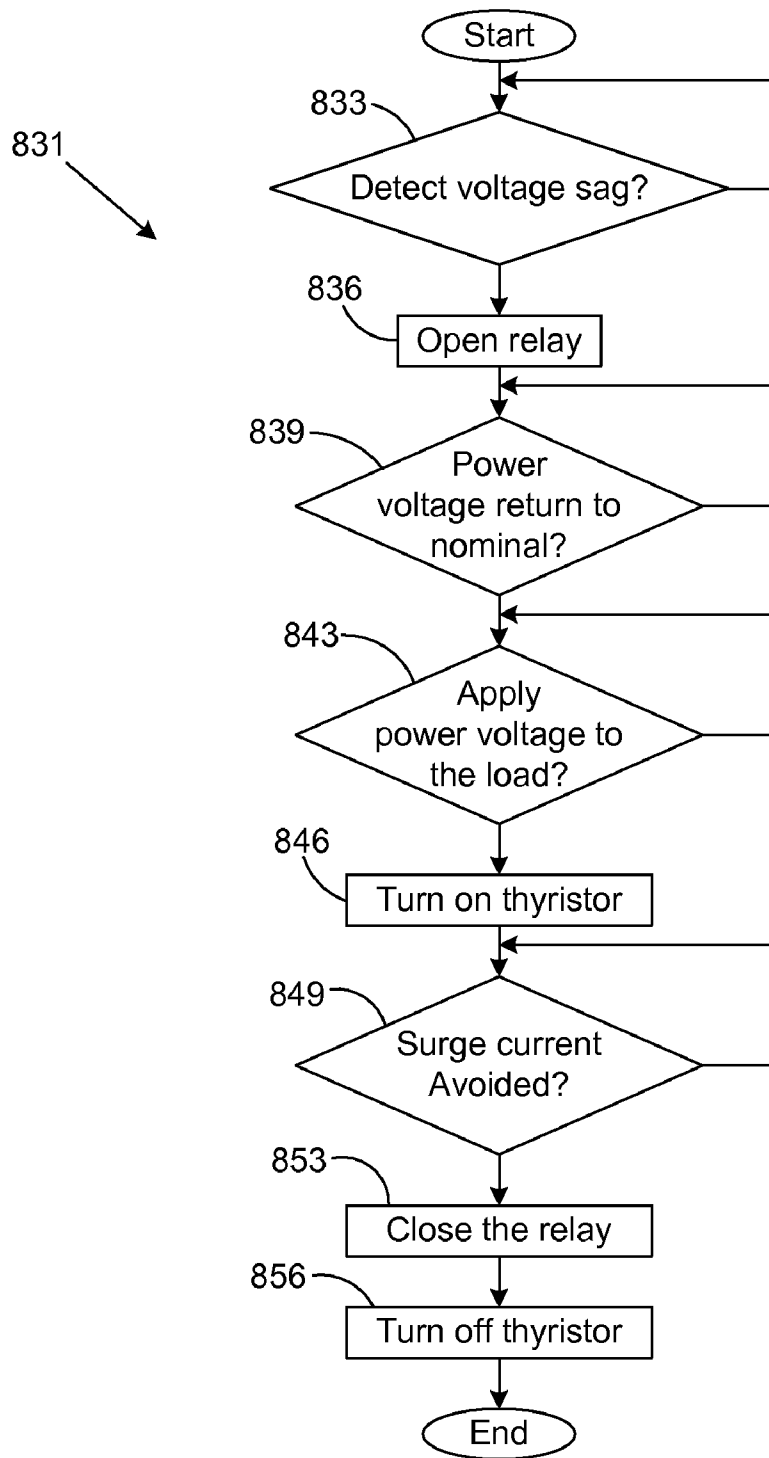 Start
833
831
Detect voltage sag?
836
Open relay
839
Power
voltage return to
nominal?
843
Apply
power voltage to
the load?
846
Turn on thyristor
849
Surge current
Avoided?
853
Close the relay
856
Turn off thyristor
End